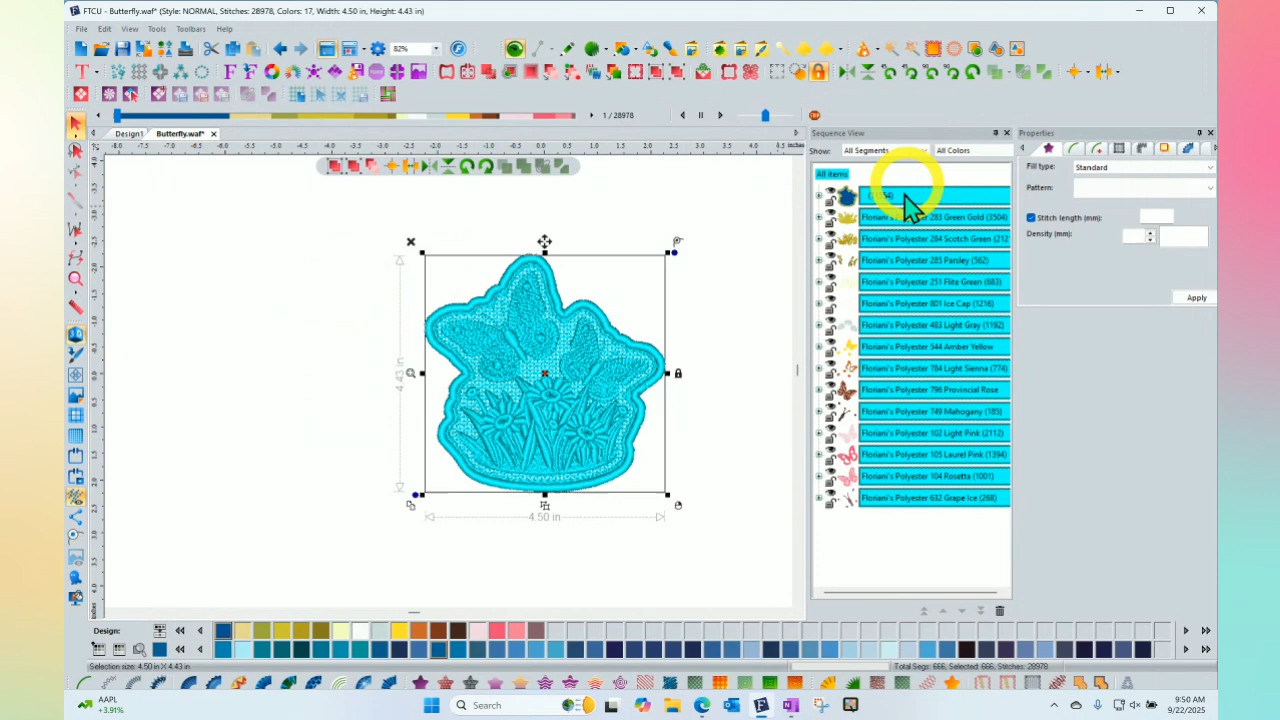 FTCU - Butterfly.waf* (Style: NORMAL, Stitches: 28978, Colors: 17, Width: 4.50 in, Height: 4.43 in)
File Edit View Tools Toolbars Help
82%
1 / 28978
Design1 Butterfly.waf*
Sequence View
Properties
Show: All Segments All Colors
All items
Floriani's Polyester 283 Green Gold (3504)
Floriani's Polyester 284 Scotch Green (212
Floriani's Polyester 285 Parsley (562)
Floriani's Polyester 251 Flite Green (683)
Floriani's Polyester 801 Ice Cap (1216)
Floriani's Polyester 483 Light Gray (1192)
Floriani's Polyester 544 Amber Yellow
Floriani's Polyester 784 Light Sienna (774)
Floriani's Polyester 796 Provincial Rose
Floriani's Polyester 749 Mahogany (185)
Floriani's Polyester 102 Light Pink (2112)
Floriani's Polyester 105 Laurel Pink (1394)
Floriani's Polyester 104 Rosetta (1001)
Floriani's Polyester 632 Grape Ice (268)
Fill type: Standard
Pattern:
Stitch length (mm):
Density (mm):
Apply
inches
4.43 in
4.50 in
Design:
Selection size: 4.50 in X 4.43 in
Total Segs: 666, Selected: 666, Stitches: 28978
AAPL
+3.91%
Search
9:50 AM
9/22/2025